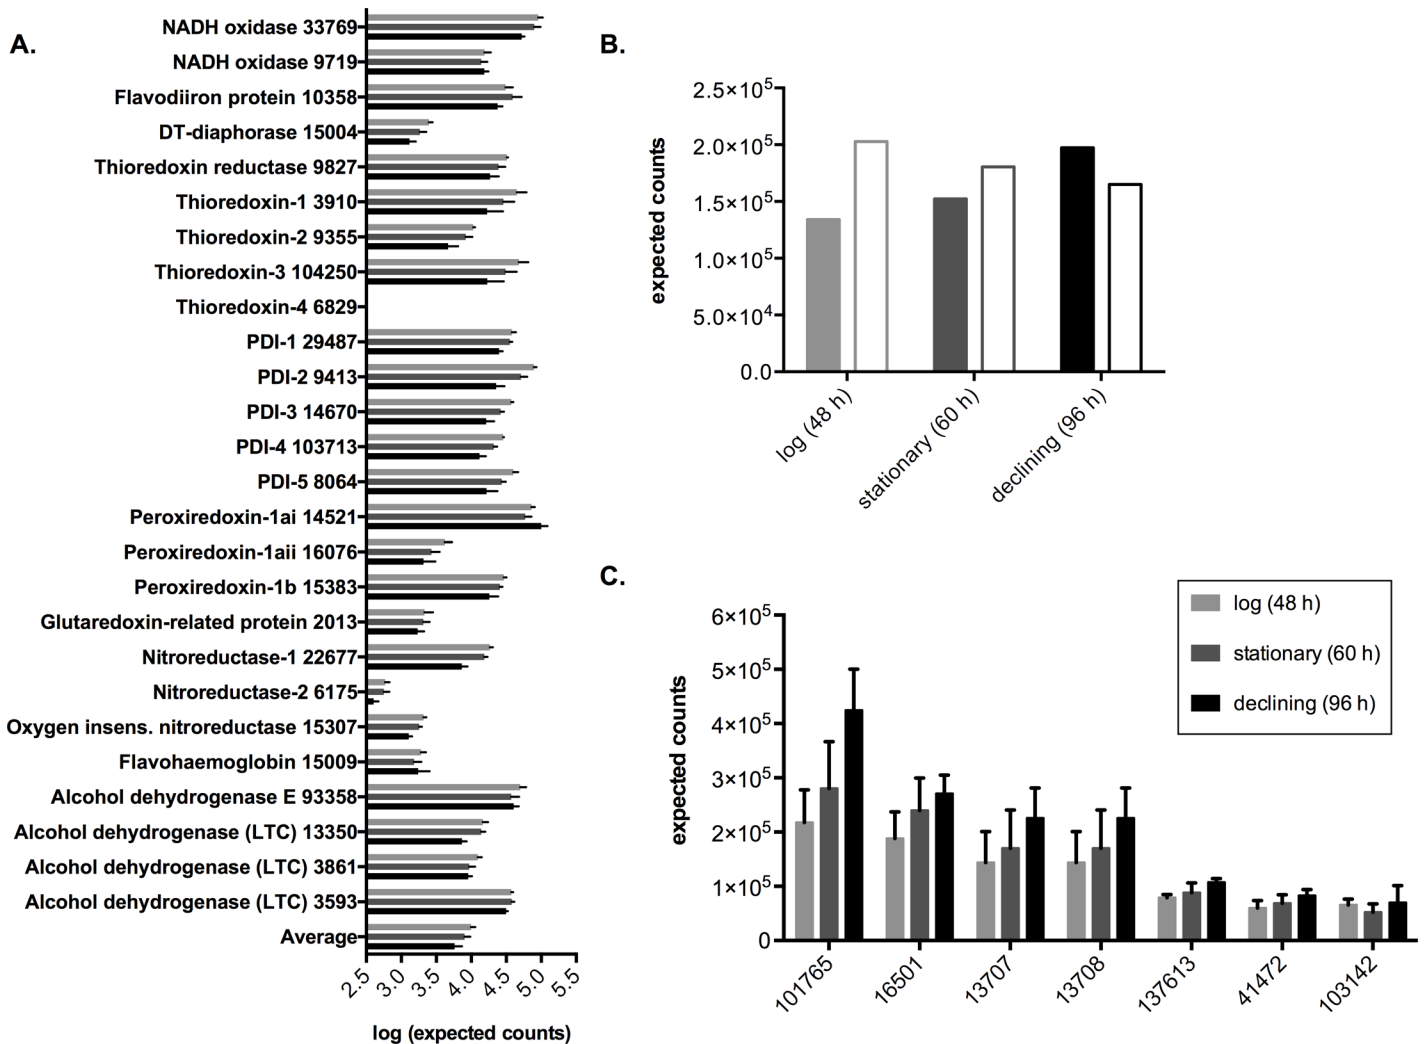 A.
NADH oxidase 33769
NADH oxidase 9719
Flavodiiron protein 10358
DT-diaphorase 15004
Thioredoxin reductase 9827
Thioredoxin-1 3910
Thioredoxin-2 9355
Thioredoxin-3 104250
Thioredoxin-4 6829
PDI-1 29487
PDI-2 9413
PDI-3 14670
PDI-4 103713
PDI-5 8064
Peroxiredoxin-1ai 14521
Peroxiredoxin-1aii 16076
Peroxiredoxin-1b 15383
Glutaredoxin-related protein 2013
Nitroreductase-1 22677
Nitroreductase-2 6175
Oxygen insens. nitroreductase 15307
Flavohaemoglobin 15009
Alcohol dehydrogenase E 93358
Alcohol dehydrogenase (LTC) 13350
Alcohol dehydrogenase (LTC) 3861
Alcohol dehydrogenase (LTC) 3593
Average
2.5 3.0 3.5 4.0 4.5 5.0 5.5
log (expected counts)
B.
expected counts
2.5×10⁵
2.0×10⁵
1.5×10⁵
1.0×10⁵
5.0×10⁴
0.0
log (48 h)
stationary (60 h)
declining (96 h)
C.
expected counts
6×10⁵
5×10⁵
4×10⁵
3×10⁵
2×10⁵
1×10⁵
0
101765 16501 13707 13708 137613 41472 103142
log (48 h)
stationary (60 h)
declining (96 h)